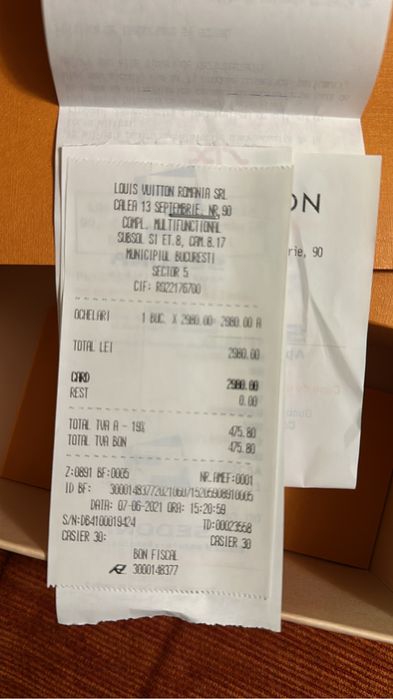 LOUIS VUITTON ROMANIA SRL
CALEA 13 SEPTEMBRIE, NR,90
COMPL. MULTIFUNCTIONAL
SUBSOL SI ET.8, CAM.8.17
MUNICIPIUL BUCURESTI
SECTOR 5
CIF: RO22176700
OCHELARI 1 BUC. X 2980.00= 2980.00 A
TOTAL LEI 2980.00
CARD 2980.00
REST 0.00
TOTAL TVA A - 19% 475.80
TOTAL TVA BON 475.80
Z:0891 BF:0005 NR.AMEF:0001
ID BF:
DATA: 07-06-2021 ORA: 15:20:59
S/N:DB4100019424 TD:00023558
CASIER 30: CASIER 30
BON FISCAL
3000148377
ON
rie, 90